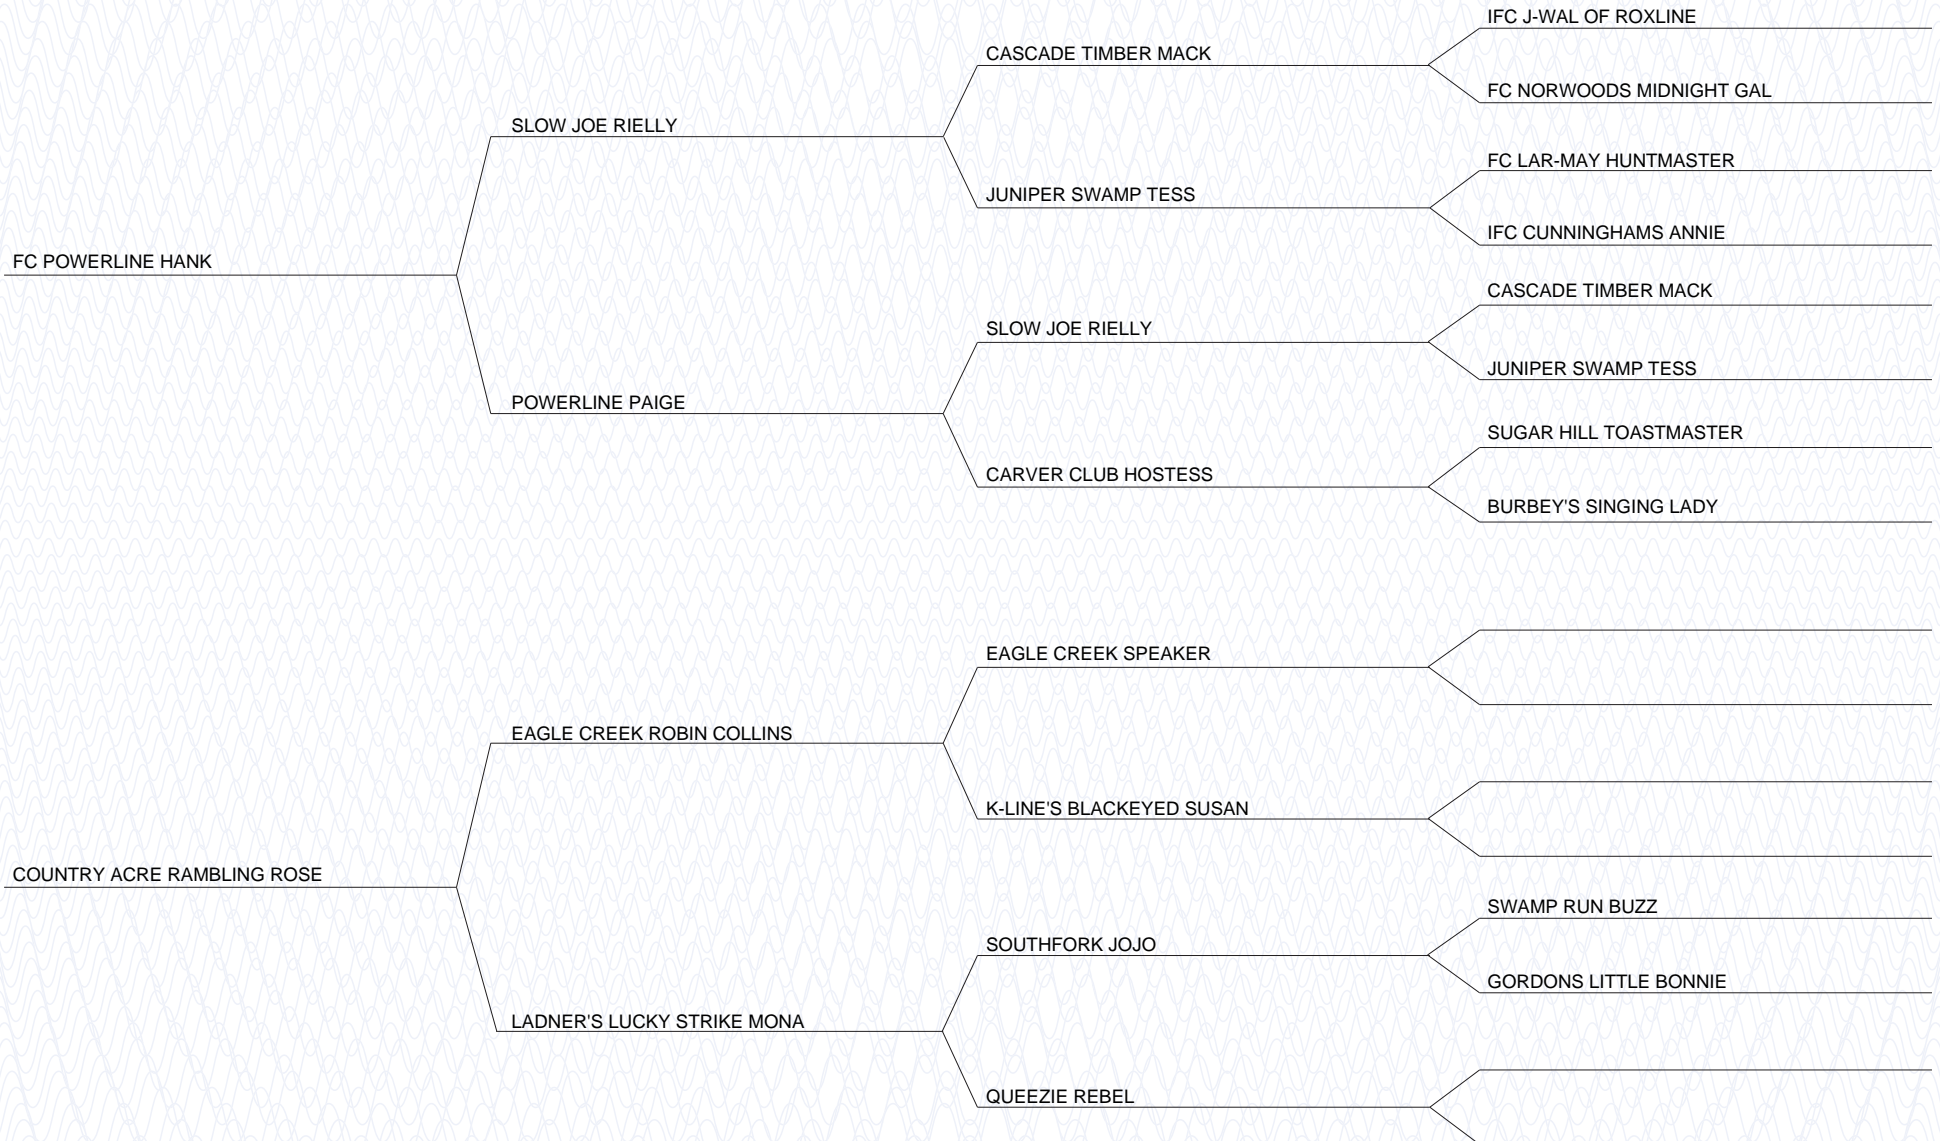 IFC J-WAL OF ROXLINE
CASCADE TIMBER MACK
FC NORWOODS MIDNIGHT GAL
SLOW JOE RIELLY
FC LAR-MAY HUNTMASTER
JUNIPER SWAMP TESS
IFC CUNNINGHAMS ANNIE
FC POWERLINE HANK
CASCADE TIMBER MACK
SLOW JOE RIELLY
JUNIPER SWAMP TESS
POWERLINE PAIGE
SUGAR HILL TOASTMASTER
CARVER CLUB HOSTESS
BURBEY'S SINGING LADY
EAGLE CREEK SPEAKER
EAGLE CREEK ROBIN COLLINS
K-LINE'S BLACKEYED SUSAN
COUNTRY ACRE RAMBLING ROSE
SWAMP RUN BUZZ
SOUTHFORK JOJO
GORDONS LITTLE BONNIE
LADNER'S LUCKY STRIKE MONA
QUEEZIE REBEL